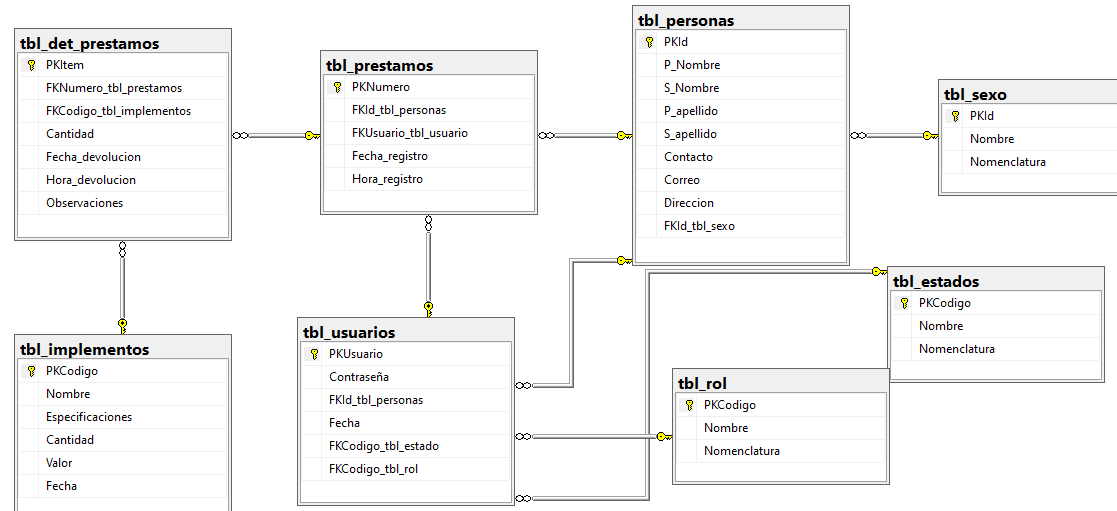 tbl_det_prestamos
PKItem
FKNumero_tbl_prestamos
FKCodigo_tbl_implementos
Cantidad
Fecha_devolucion
Hora_devolucion
Observaciones
tbl_prestamos
PKNumero
FKId_tbl_personas
FKUsuario_tbl_usuario
Fecha_registro
Hora_registro
tbl_personas
PKId
P_Nombre
S_Nombre
P_apellido
S_apellido
Contacto
Correo
Direccion
FKId_tbl_sexo
tbl_sexo
PKId
Nombre
Nomenclatura
tbl_implementos
PKCodigo
Nombre
Especificaciones
Cantidad
Valor
Fecha
tbl_usuarios
PKUsuario
Contraseña
FKId_tbl_personas
Fecha
FKCodigo_tbl_estado
FKCodigo_tbl_rol
tbl_rol
PKCodigo
Nombre
Nomenclatura
tbl_estados
PKCodigo
Nombre
Nomenclatura